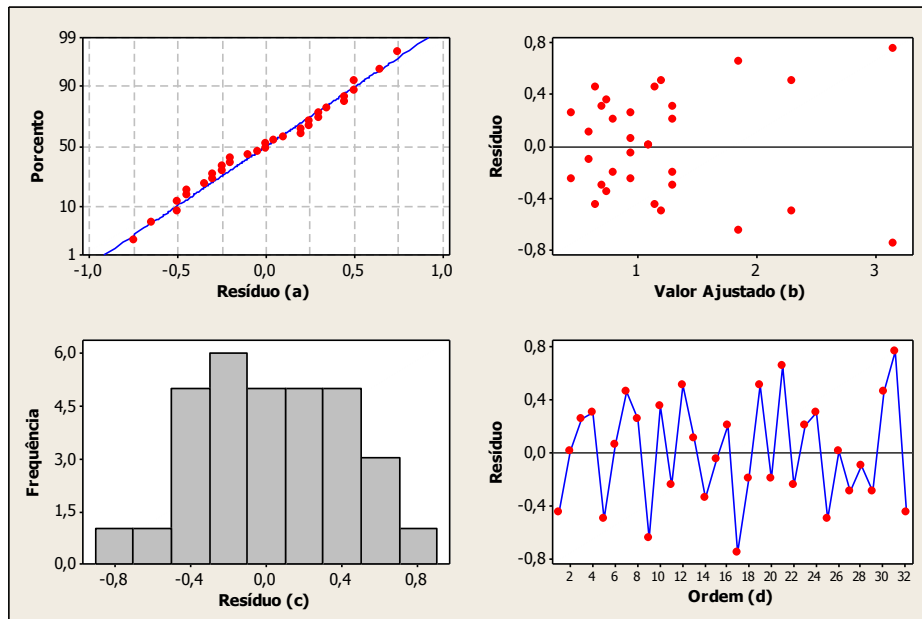 99
90
50
10
1
Porcento
-1,0 -0,5 0,0 0,5 1,0
Resíduo (a)
0,8
0,4
0,0
-0,4
-0,8
Resíduo
1 2 3
Valor Ajustado (b)
6,0
4,5
3,0
1,5
0,0
Frequência
-0,8 -0,4 0,0 0,4 0,8
Resíduo (c)
0,8
0,4
0,0
-0,4
-0,8
Resíduo
2 4 6 8 10 12 14 16 18 20 22 24 26 28 30 32
Ordem (d)